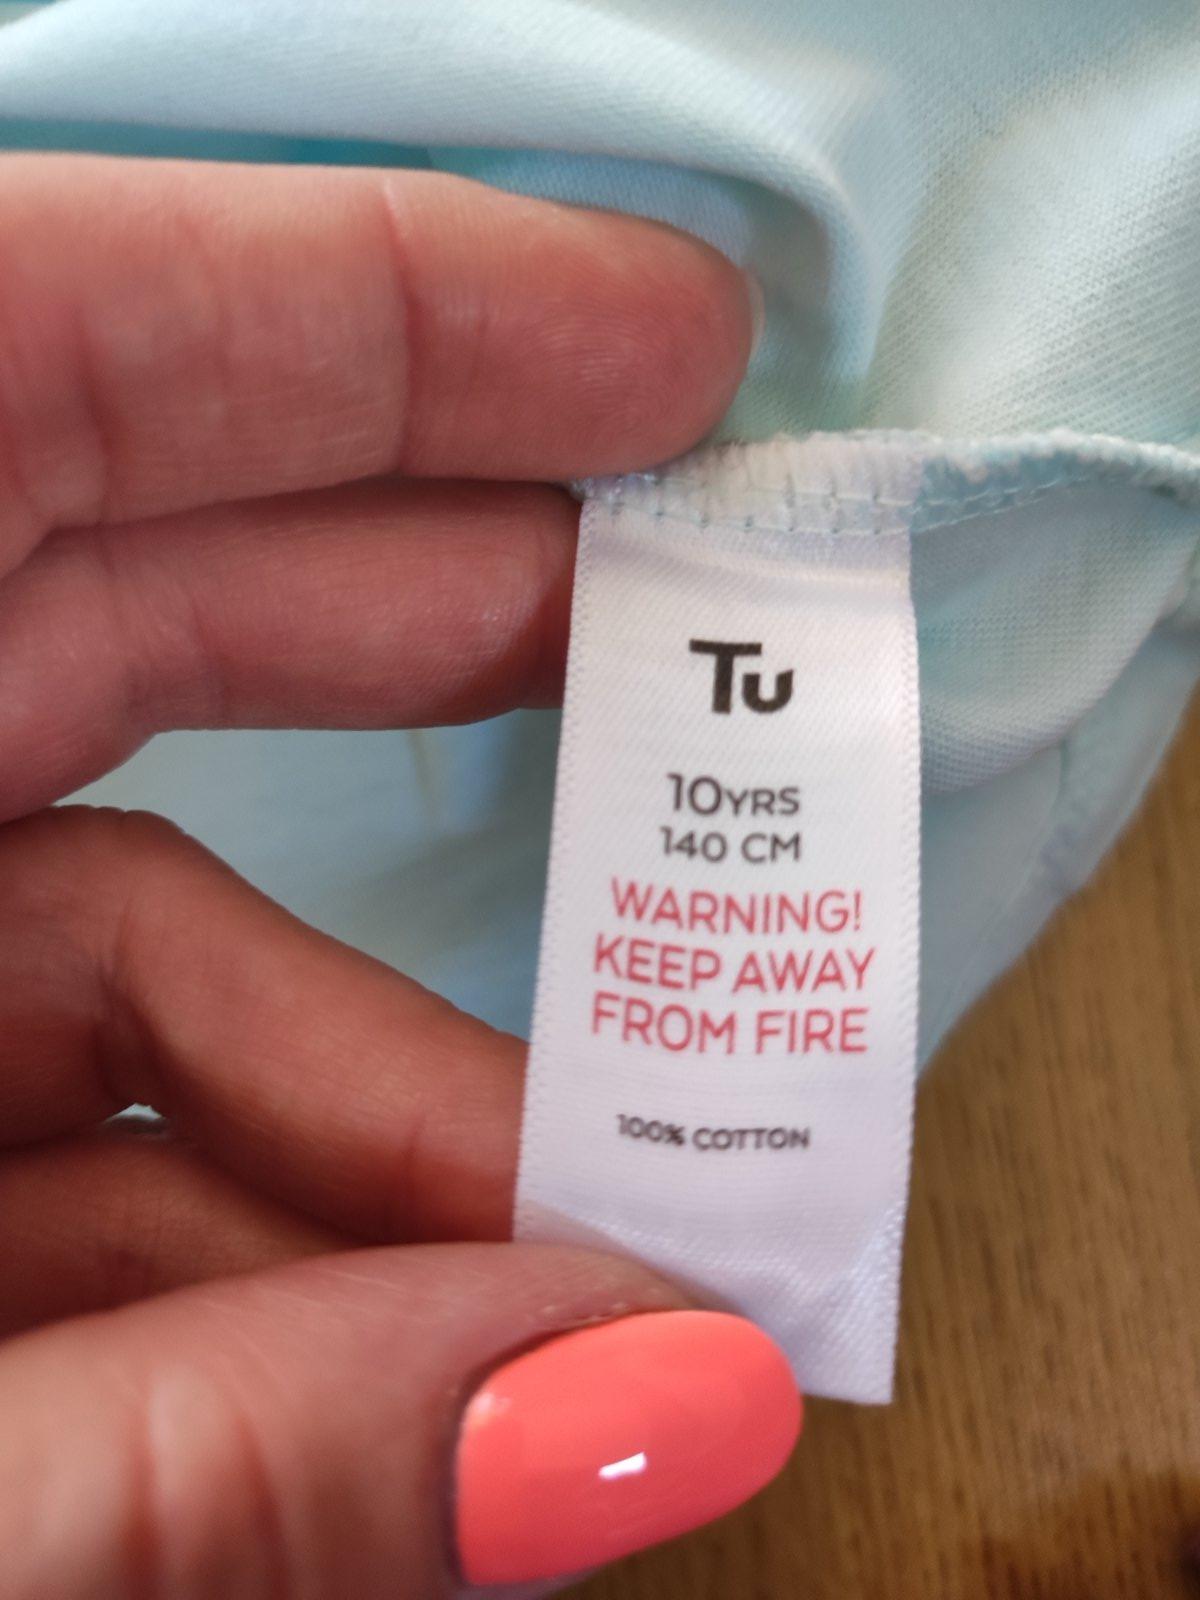 Tu
10YRS
140 CM
WARNING!
KEEP AWAY
FROM FIRE
100% COTTON